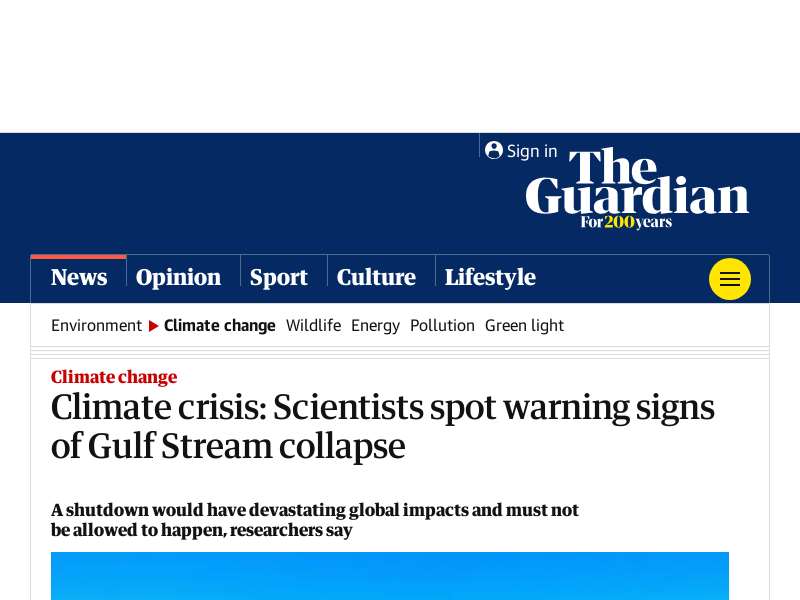 Sign in
The
Guardian
For 200 years
News Opinion Sport Culture Lifestyle
Environment Climate change Wildlife Energy Pollution Green light
Climate change
Climate crisis: Scientists spot warning signs
of Gulf Stream collapse
A shutdown would have devastating global impacts and must not
be allowed to happen, researchers say